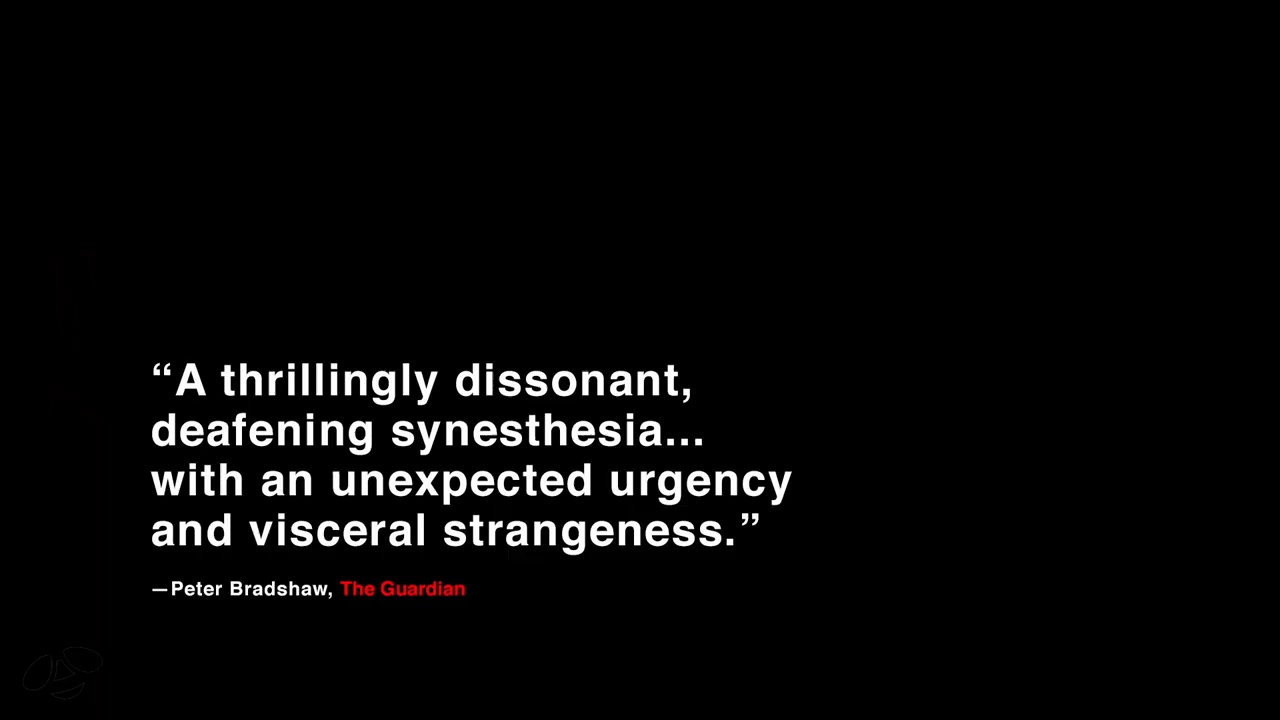 “A thrillingly dissonant,
deafening synesthesia...
with an unexpected urgency
and visceral strangeness.”
—Peter Bradshaw, The Guardian